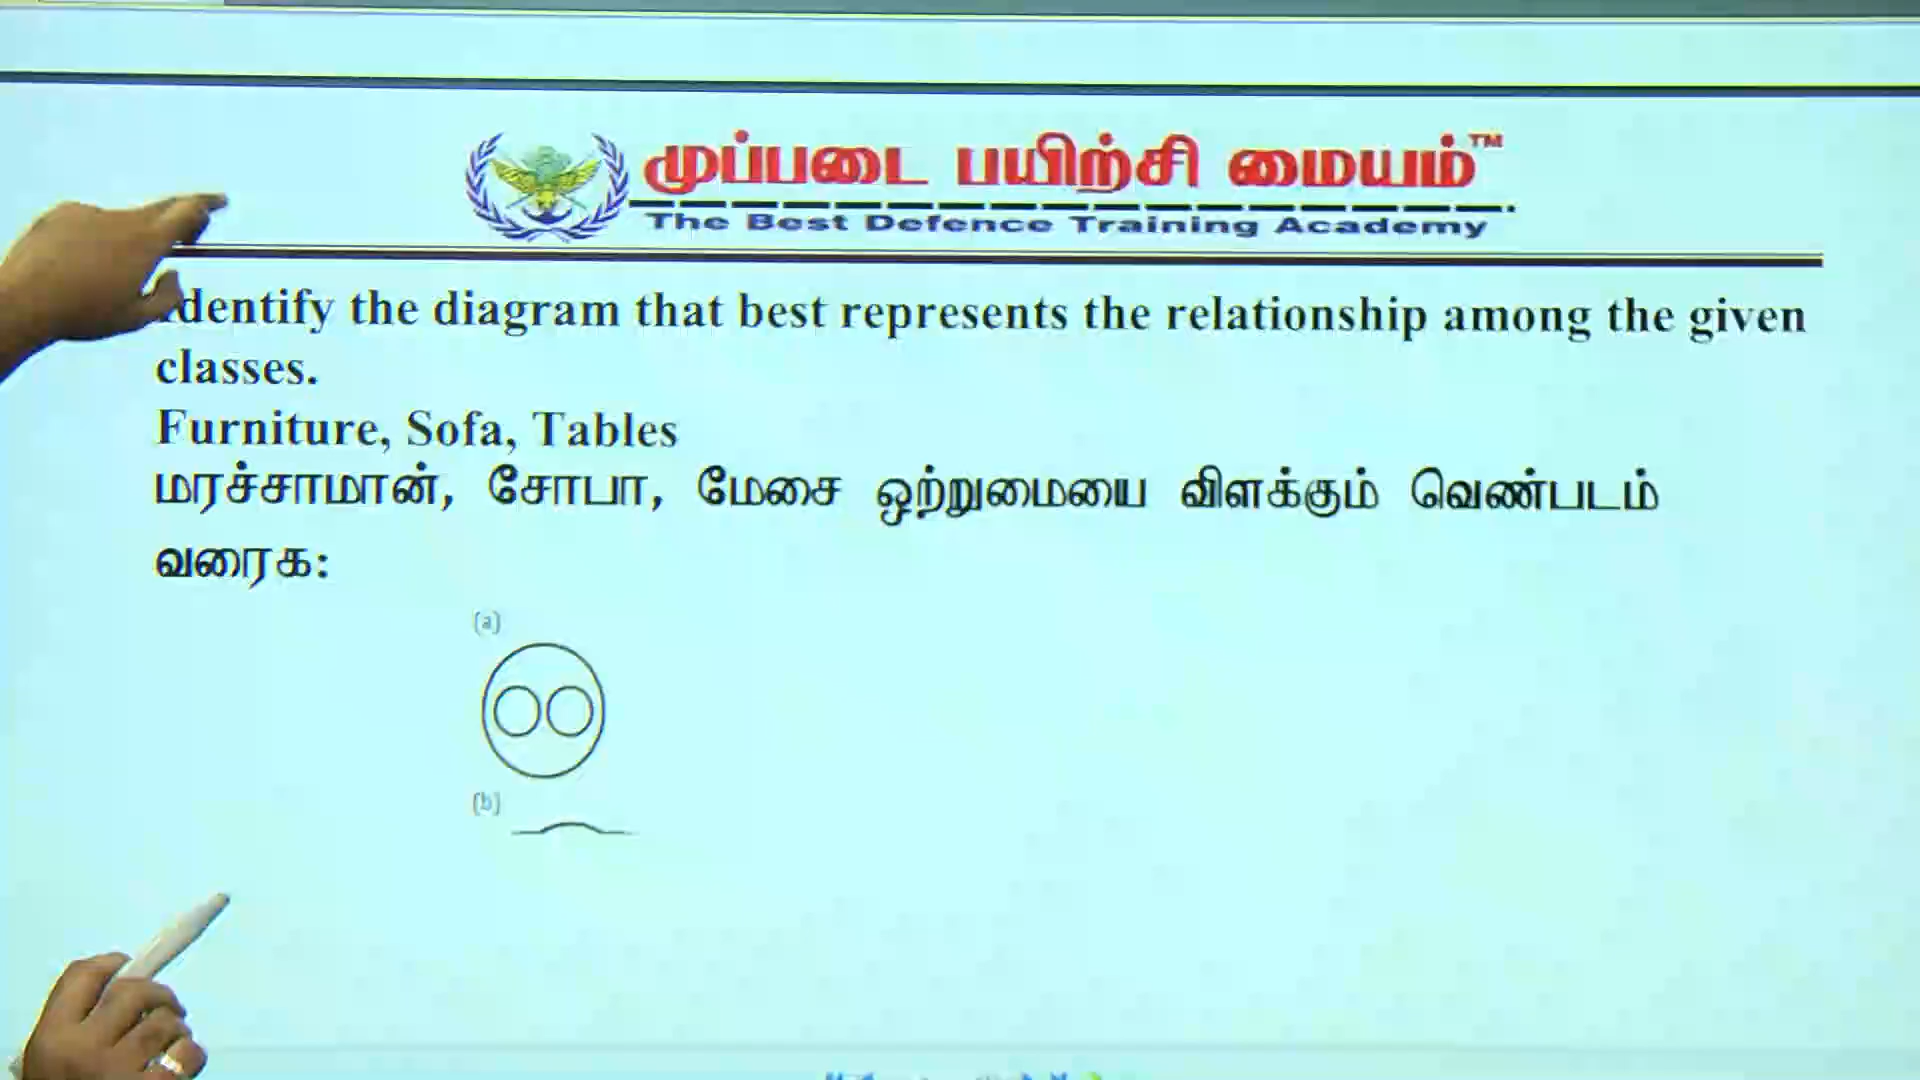 முப்படை பயிற்சி மையம்™
The Best Defence Training Academy
Identify the diagram that best represents the relationship among the given
classes.
Furniture, Sofa, Tables
மரச்சாமான், சோபா, மேசை ஒற்றுமையை விளக்கும் வெண்படம்
வரைக:
(a)
(b)